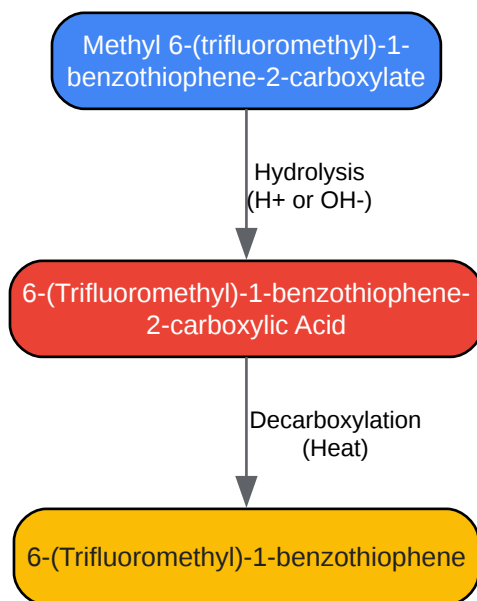 Methyl 6-(trifluoromethyl)-1-
benzothiophene-2-carboxylate
Hydrolysis
(H+ or OH-)
6-(Trifluoromethyl)-1-benzothiophene-
2-carboxylic Acid
Decarboxylation
(Heat)
6-(Trifluoromethyl)-1-benzothiophene